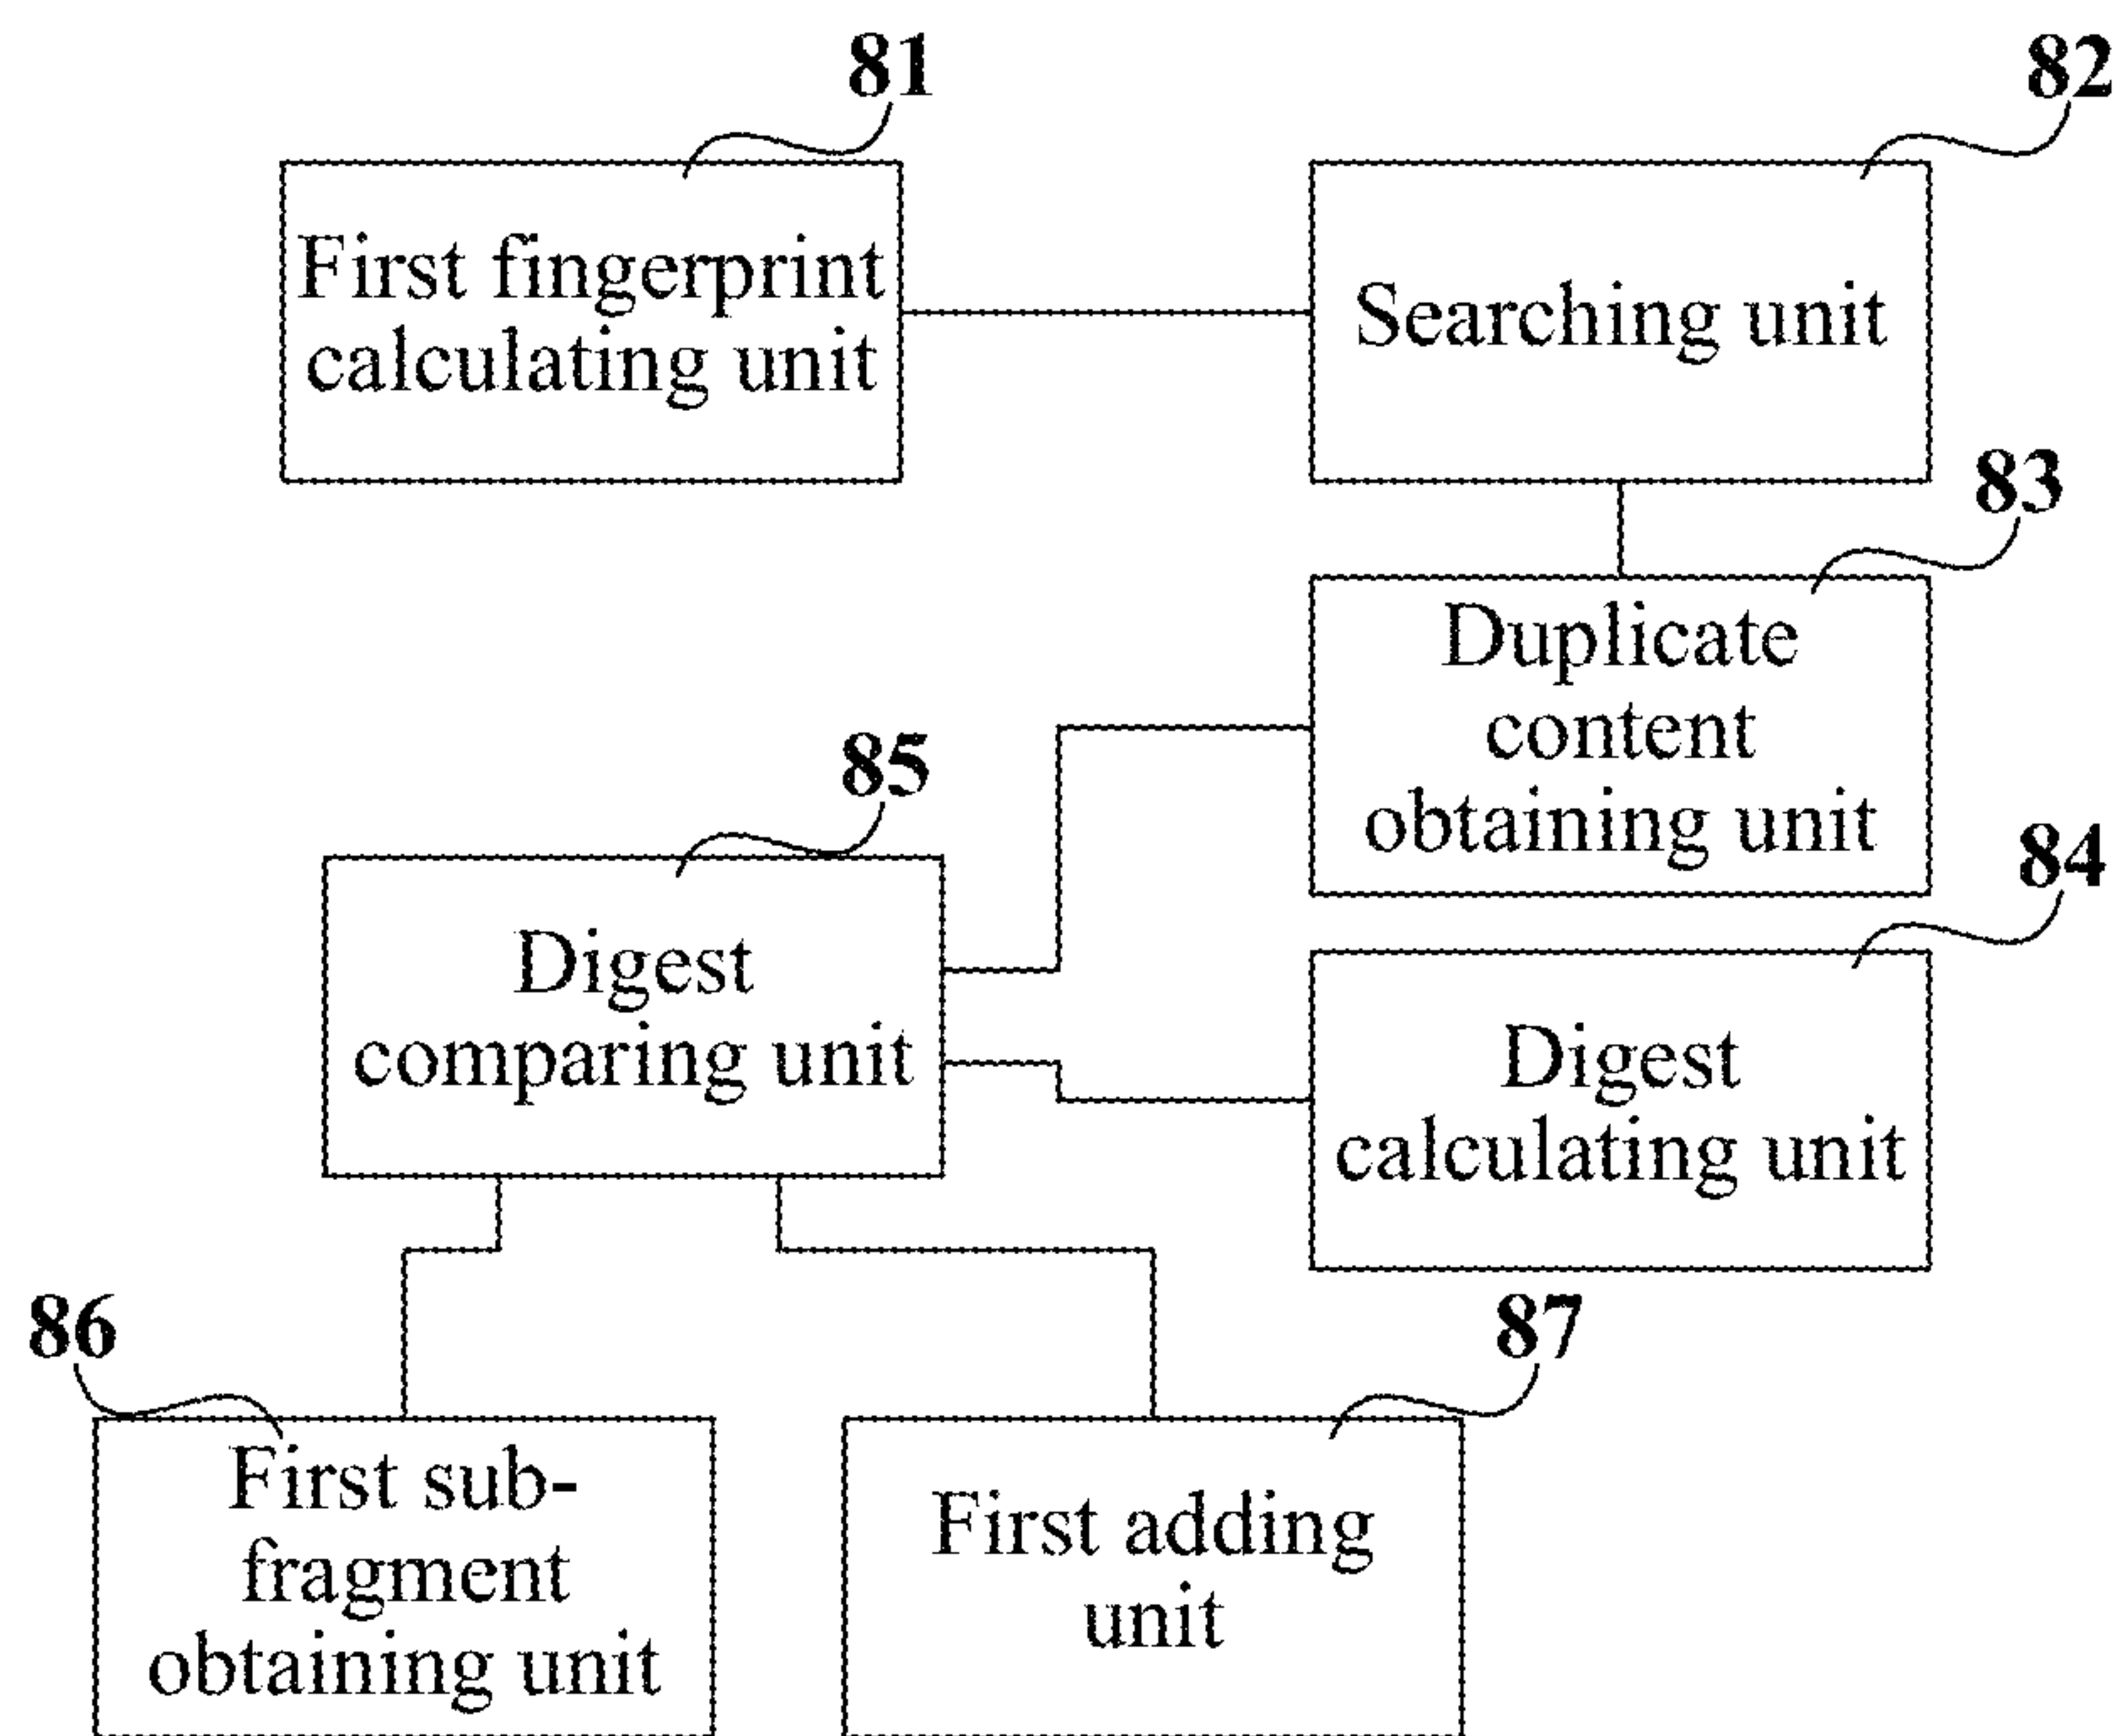 81
82
First fingerprint
calculating unit
Searching unit
83
Duplicate
content
obtaining unit
85
84
Digest
comparing unit
Digest
calculating unit
86
87
First sub-
fragment
obtaining unit
First adding
unit